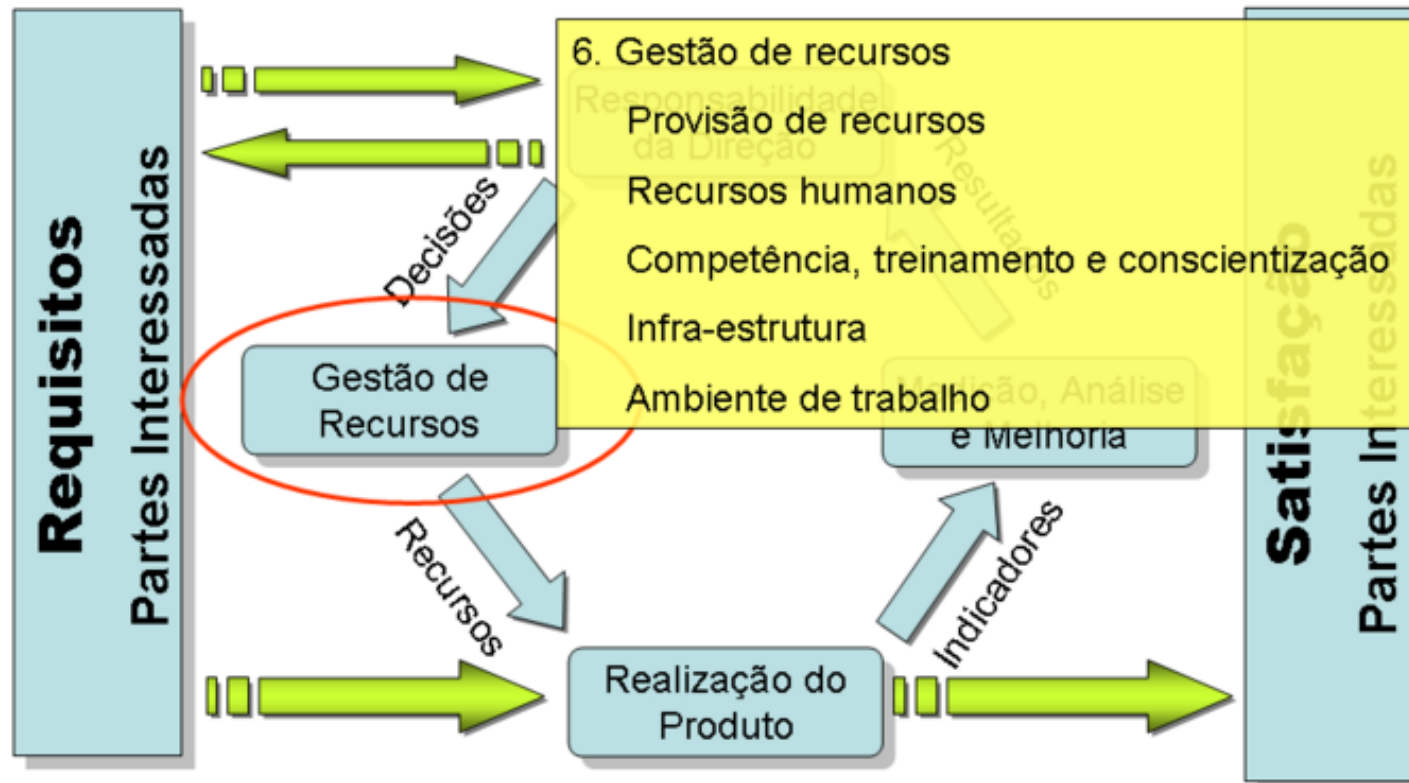 Requisitos
Partes Interessadas
6. Gestão de recursos
Provisão de recursos
Recursos humanos
Competência, treinamento e conscientização
Infra-estrutura
Ambiente de trabalho
Responsabilidade
da Direção
Decisões
Resultados
Gestão de
Recursos
Medição, Análise
e Melhoria
Recursos
Indicadores
Realização do
Produto
Satisfação
Partes Interessadas